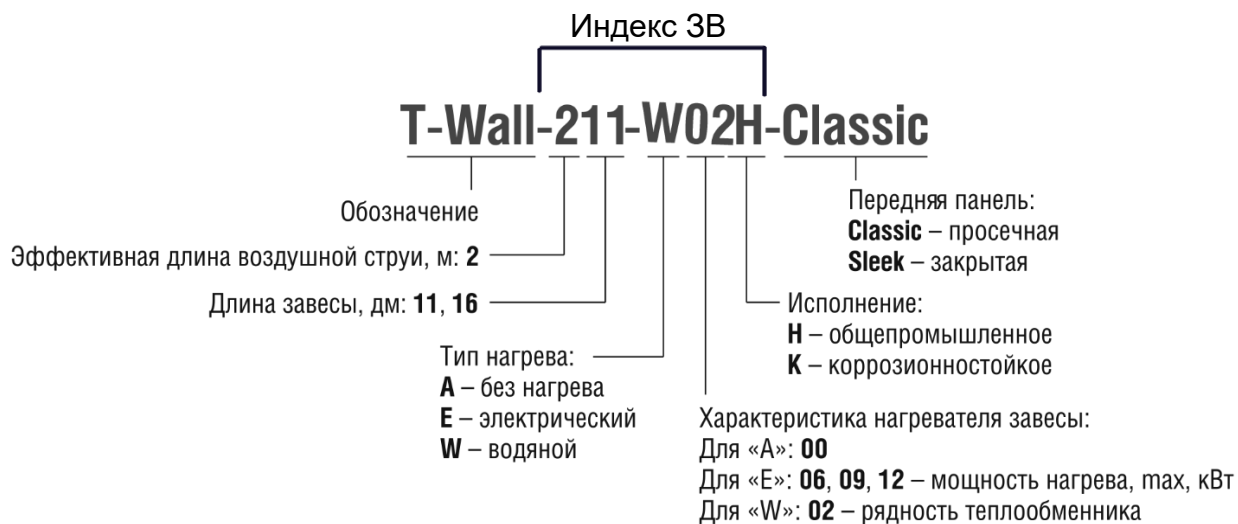 Индекс ЗВ
T-Wall-211-W02H-Classic
Обозначение
Эффективная длина воздушной струи, м: 2
Длина завесы, дм: 11, 16
Тип нагрева:
A – без нагрева
E – электрический
W – водяной
Передняя панель:
Classic – просечная
Sleek – закрытая
Исполнение:
H – общепромышленное
K – коррозионностойкое
Характеристика нагревателя завесы:
Для «A»: 00
Для «E»: 06, 09, 12 – мощность нагрева, max, кВт
Для «W»: 02 – рядность теплообменника